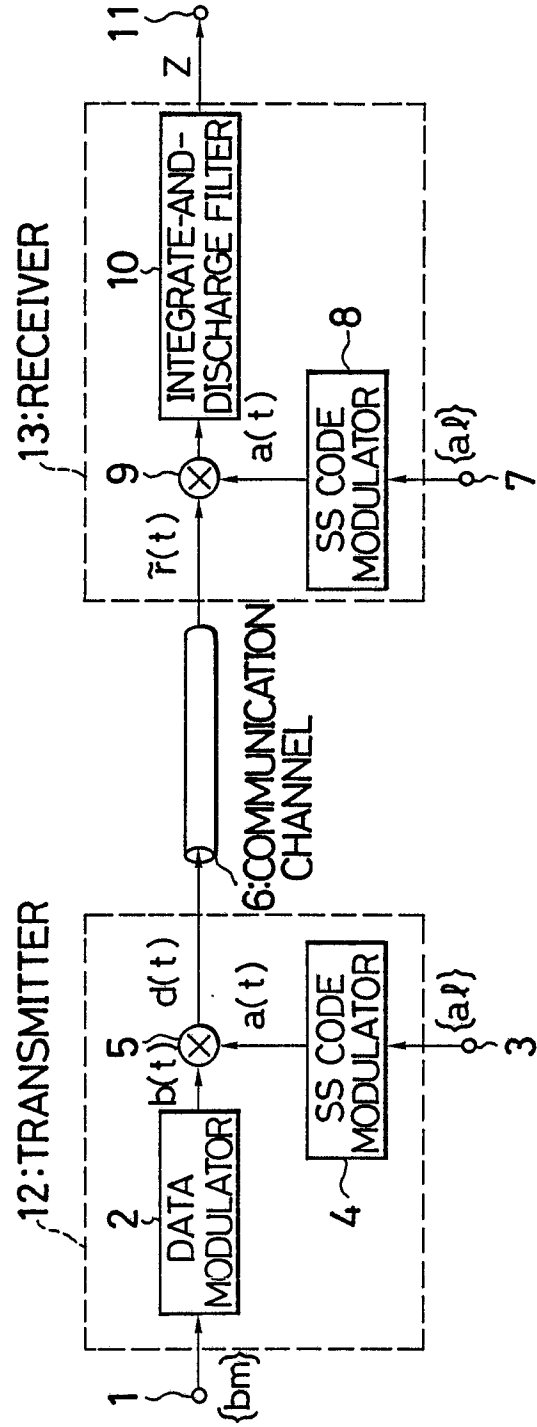 12:TRANSMITTER
1
{bm}
2
DATA
MODULATOR
b(t)
5
d(t)
a(t)
4
SS CODE
MODULATOR
{aℓ}
3
6:COMMUNICATION
CHANNEL
13:RECEIVER
r̃(t)
9
a(t)
10
INTEGRATE-AND-
DISCHARGE FILTER
Z
11
SS CODE
MODULATOR
8
{aℓ}
7